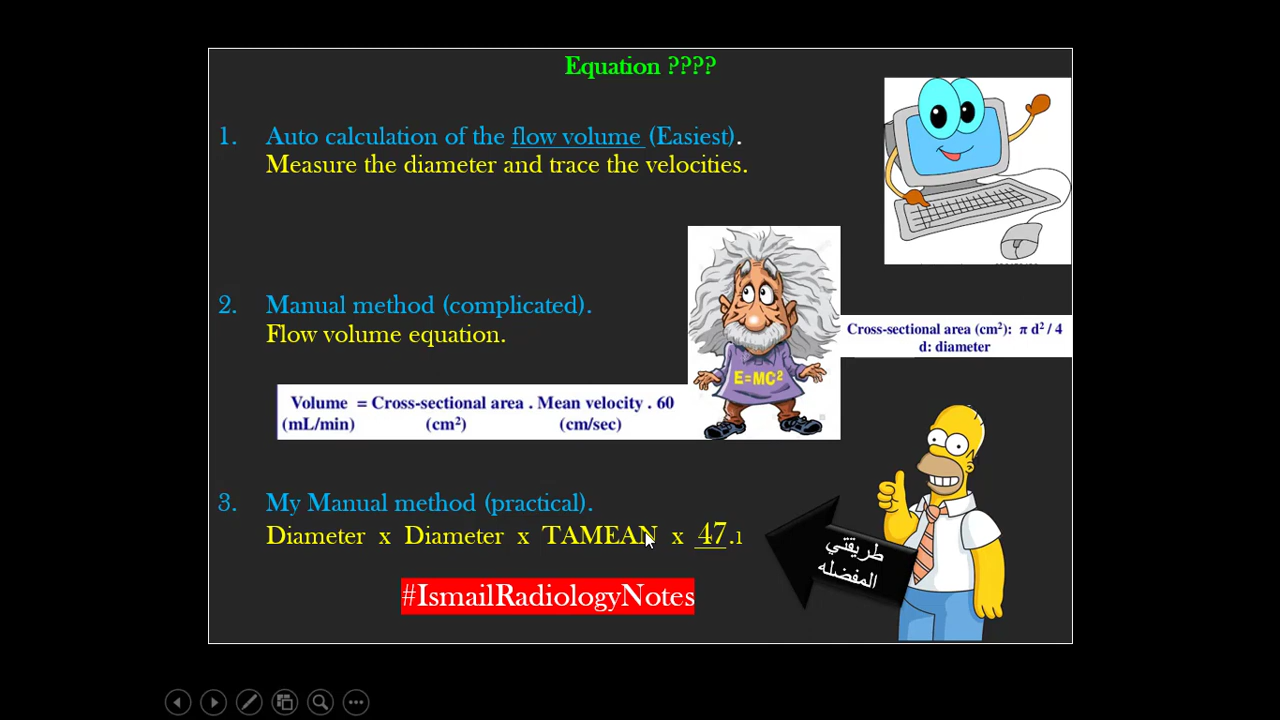 Equation ????
1. Auto calculation of the flow volume (Easiest).
Measure the diameter and trace the velocities.
2. Manual method (complicated).
Flow volume equation.
Volume = Cross-sectional area . Mean velocity . 60
(mL/min) (cm²) (cm/sec)
E=MC²
Cross-sectional area (cm²): π d² / 4
d: diameter
3. My Manual method (practical).
Diameter x Diameter x TAMEAN x 47.1
طريقتي
المفضله
#IsmailRadiologyNotes